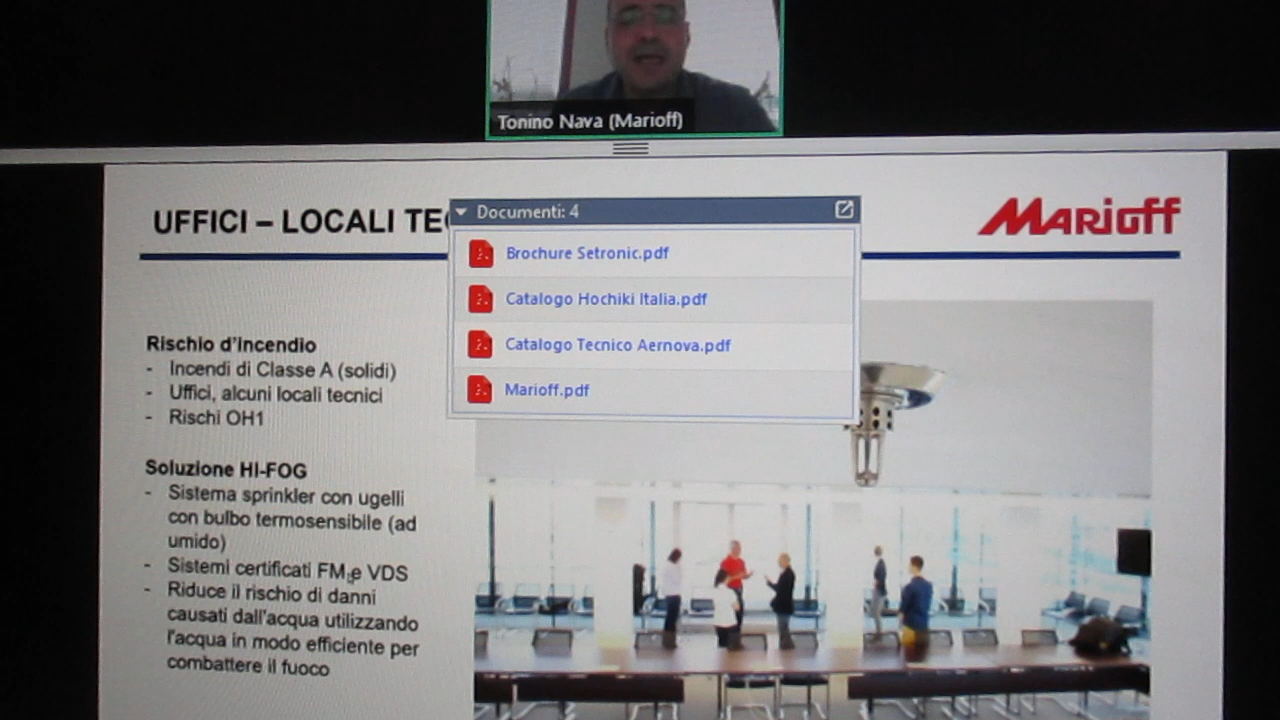 Tonino Nava (Marioff)
UFFICI – LOCALI
Documenti: 4
MARIOFF
Brochure Setronic.pdf
Catalogo Hochiki Italia.pdf
Catalogo Tecnico Aernova.pdf
Marioff.pdf
Rischio d'incendio
- Incendi di Classe A (solidi)
- Uffici, alcuni locali tecnici
- Rischi OH1
Soluzione HI-FOG
- Sistema sprinkler con ugelli
con bulbo termosensibile (ad
umido)
- Sistemi certificati FM e VDS
- Riduce il rischio di danni
causati dall'acqua utilizzando
l'acqua in modo efficiente per
combattere il fuoco